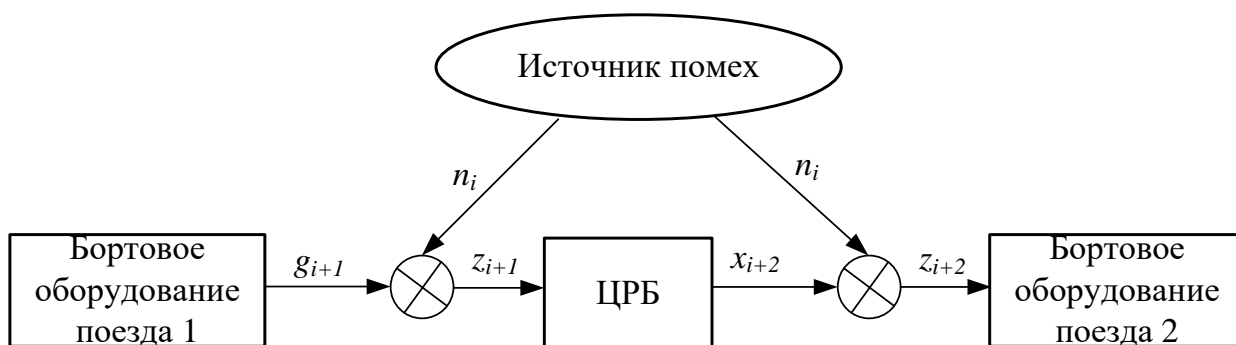 Источник помех
n_i
n_i
Бортовое
оборудование
поезда 1
g_{i+1}
z_{i+1}
ЦРБ
x_{i+2}
z_{i+2}
Бортовое
оборудование
поезда 2